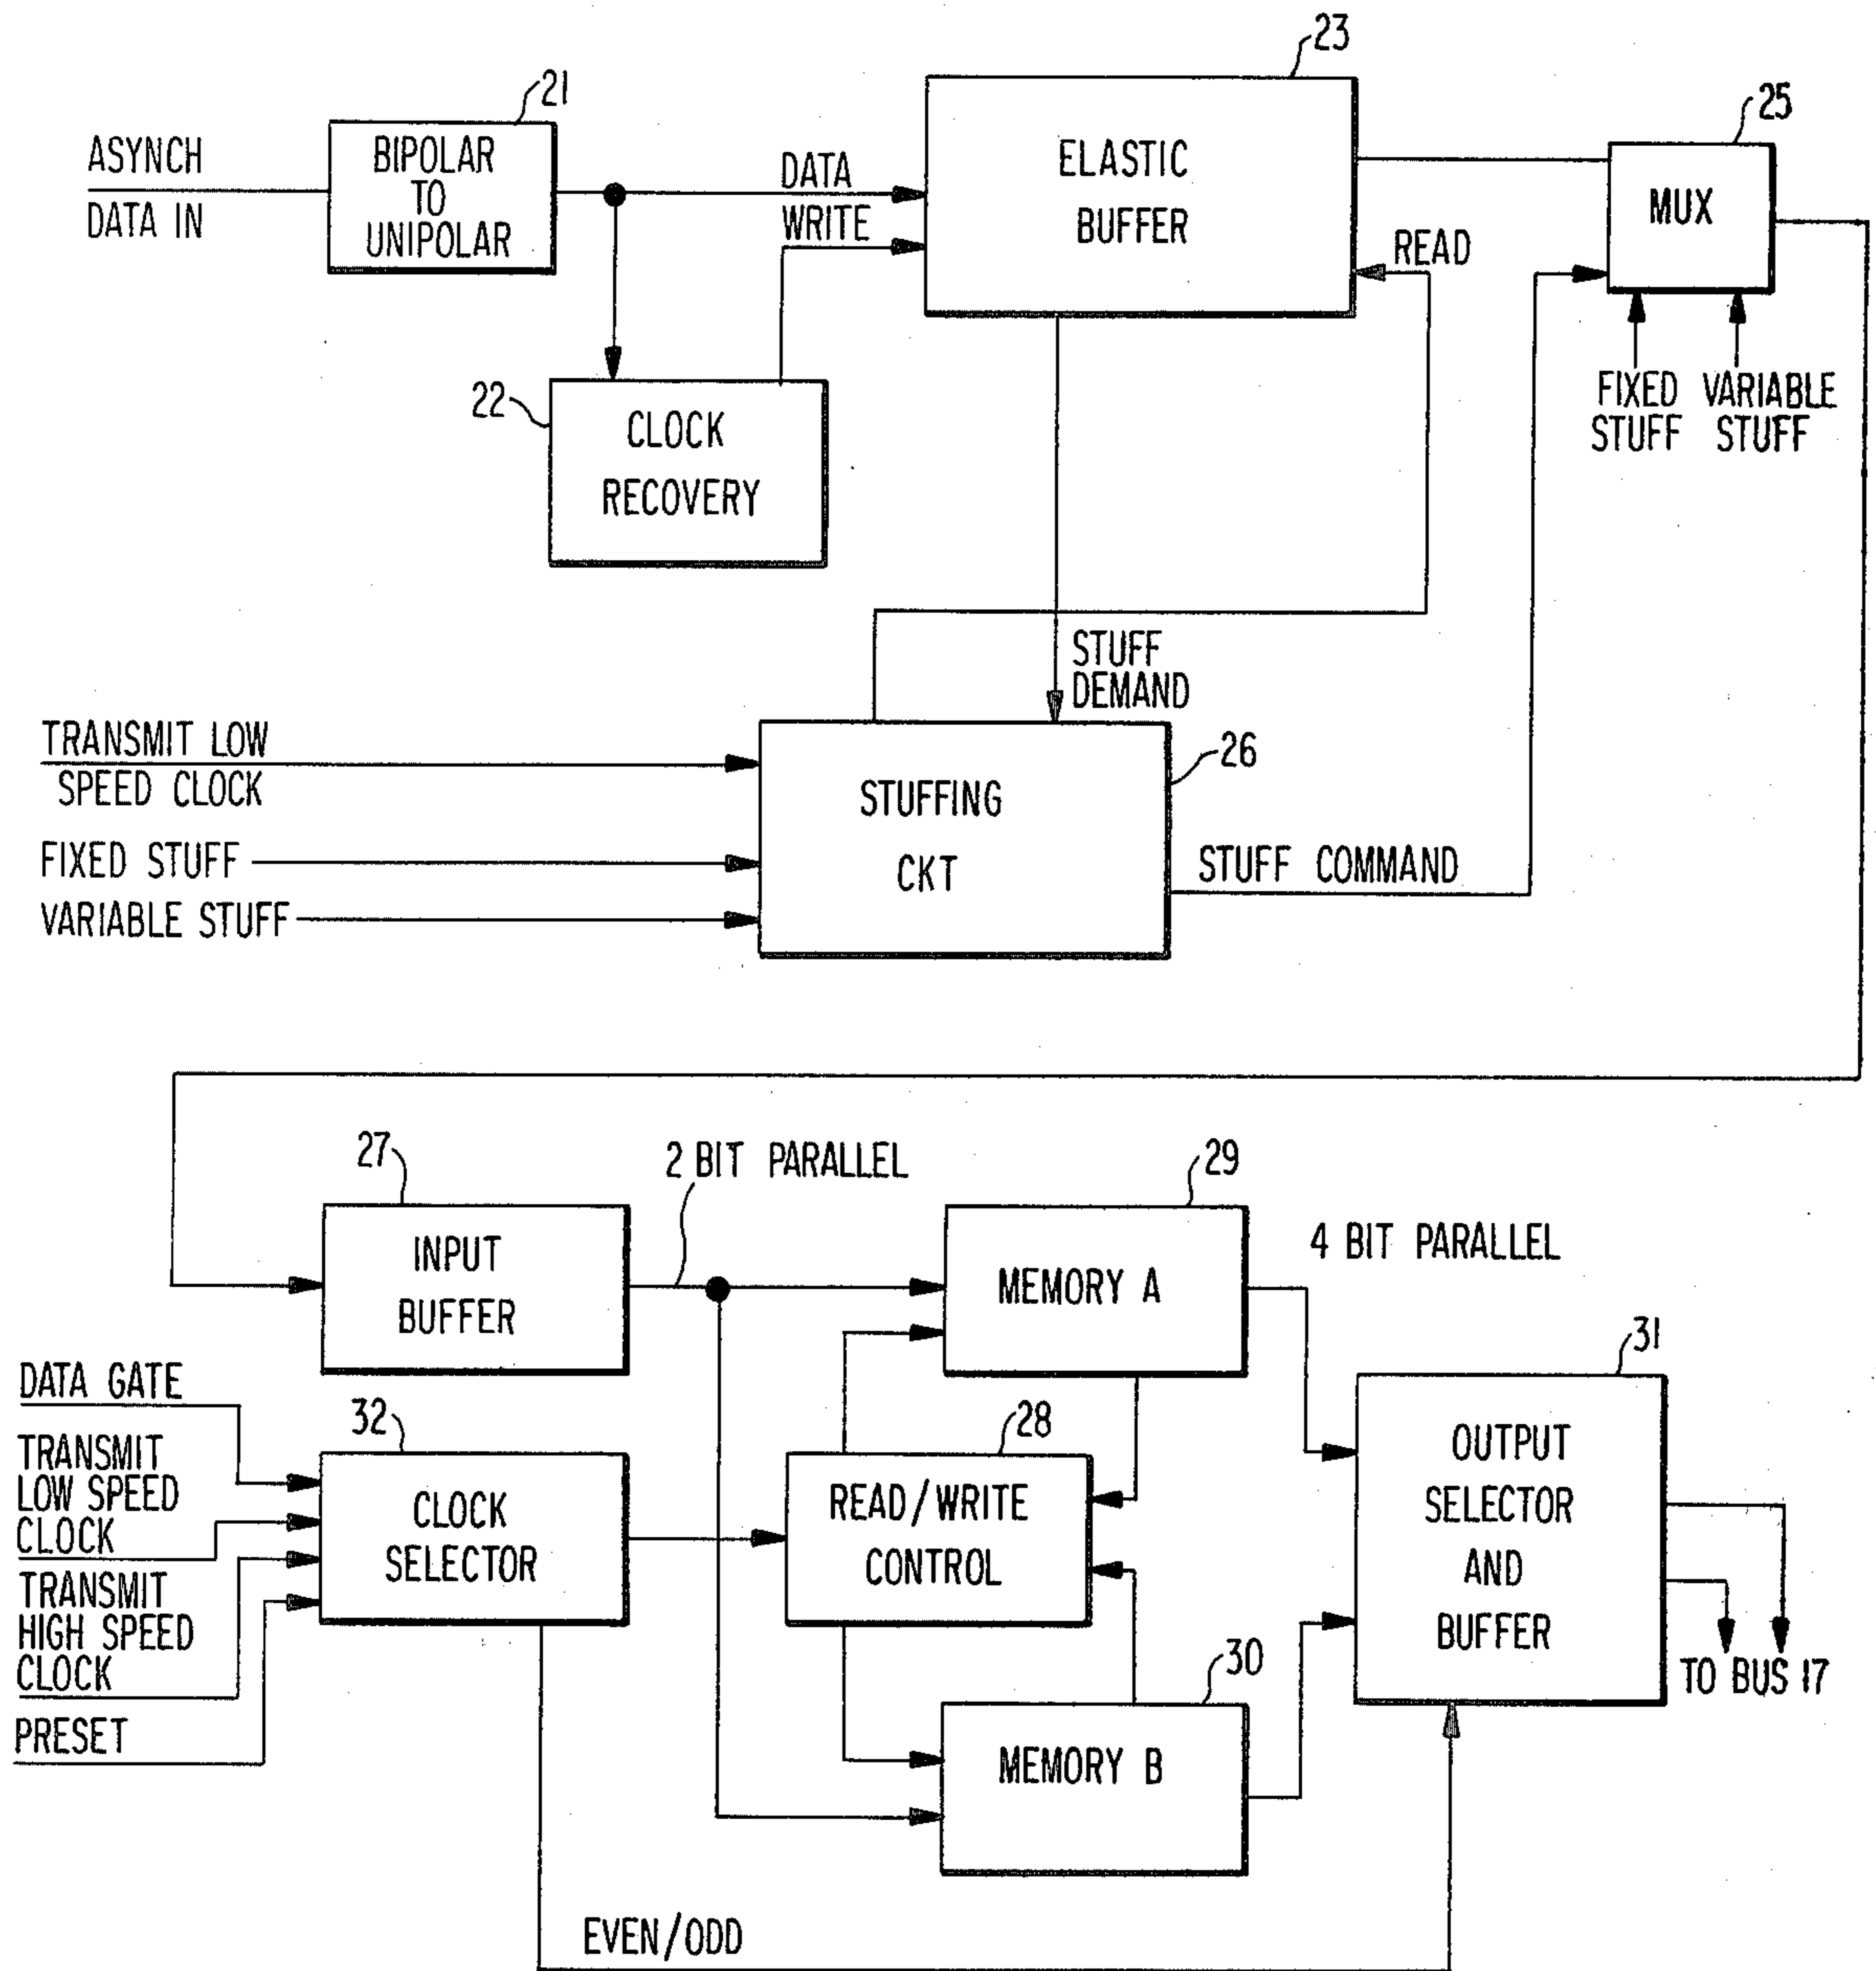 21
BIPOLAR
TO
UNIPOLAR
ASYNCH
DATA IN
DATA
WRITE
23
ELASTIC
BUFFER
READ
25
MUX
FIXED
STUFF
VARIABLE
STUFF
22
CLOCK
RECOVERY
STUFF
DEMAND
TRANSMIT LOW
SPEED CLOCK
FIXED STUFF
VARIABLE STUFF
26
STUFFING
CKT
STUFF COMMAND
27
INPUT
BUFFER
2 BIT PARALLEL
29
MEMORY A
4 BIT PARALLEL
31
OUTPUT
SELECTOR
AND
BUFFER
TO BUS 17
DATA GATE
TRANSMIT
LOW SPEED
CLOCK
TRANSMIT
HIGH SPEED
CLOCK
PRESET
32
CLOCK
SELECTOR
28
READ/WRITE
CONTROL
30
MEMORY B
EVEN/ODD